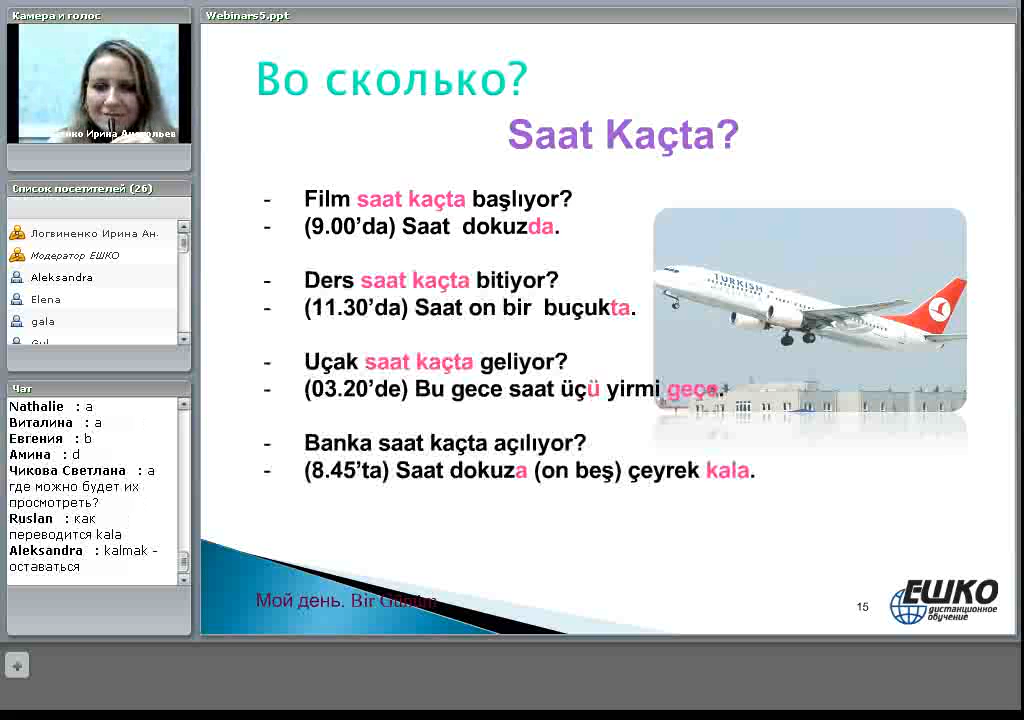 Камера и голос
Ирина Анатольев
Список посетителей (26)
Логвиненко Ирина Ан.
Модератор ЕШКО
Aleksandra
Elena
gala
Gul
Чат
Nathalie : a
Виталина : a
Евгения : b
Амина : d
Чикова Светлана : a
где можно будет их
просмотреть?
Ruslan : как
переводится kala
Aleksandra : kalmak -
оставаться
Webinars5.ppt
Во сколько?
Saat Kaçta?
- Film saat kaçta başlıyor?
- (9.00’da) Saat dokuzda.
- Ders saat kaçta bitiyor?
- (11.30’da) Saat on bir buçukta.
- Uçak saat kaçta geliyor?
- (03.20’de) Bu gece saat üçü yirmi geçe.
- Banka saat kaçta açılıyor?
- (8.45’ta) Saat dokuza (on beş) çeyrek kala.
TURKISH
Мой день. Bir Günüm
15
ЕШКО
дистанционное
обучение